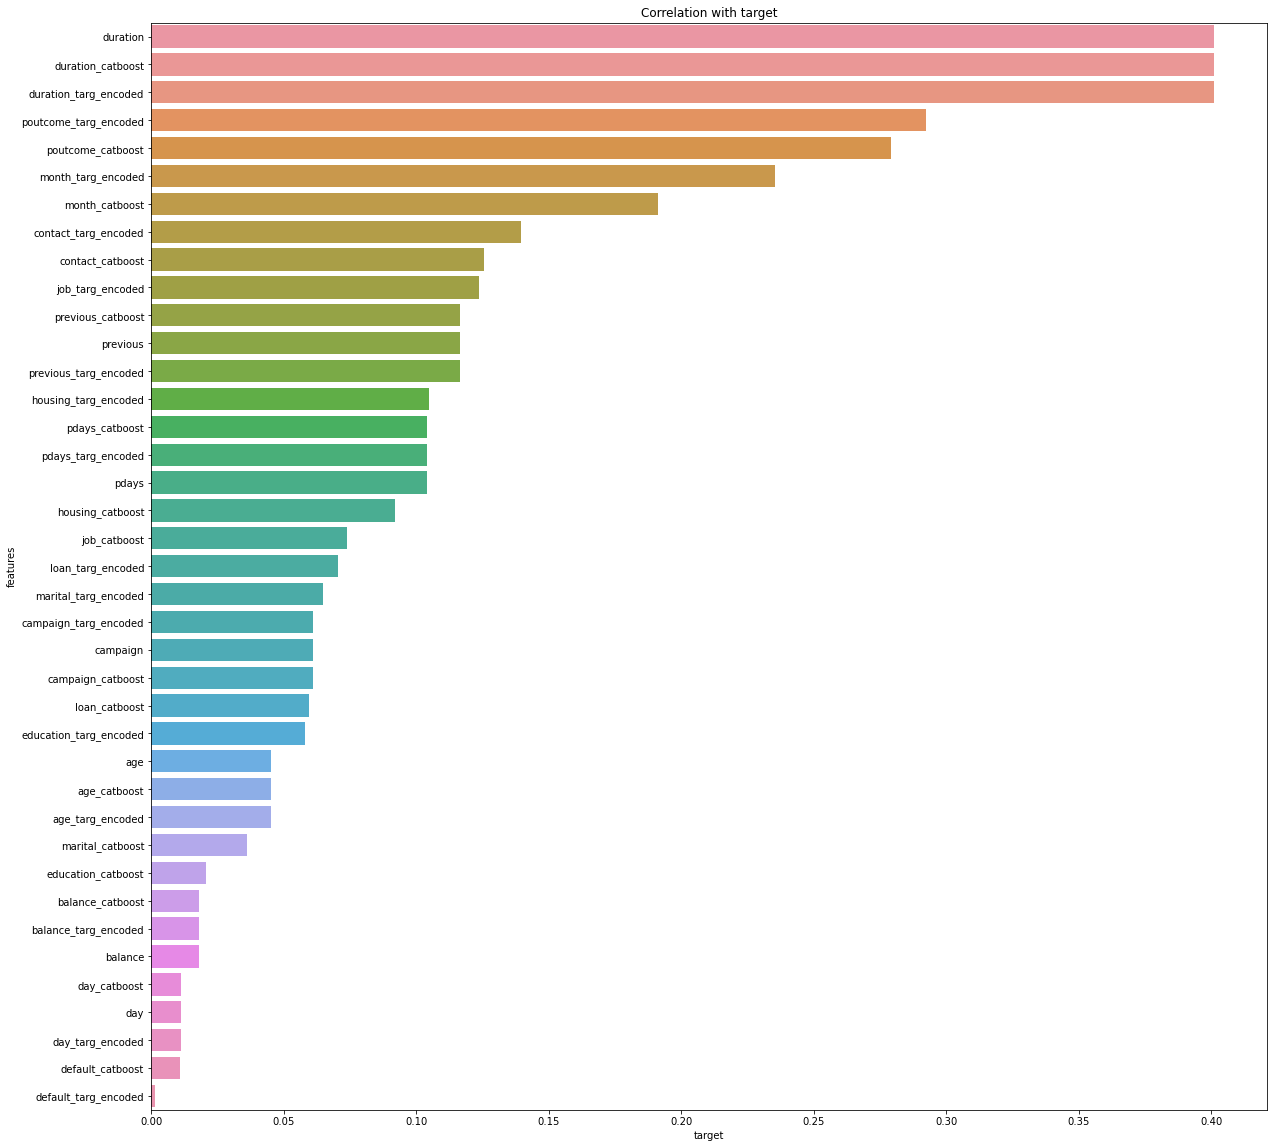 Correlation with target
duration
duration_catboost
duration_targ_encoded
poutcome_targ_encoded
poutcome_catboost
month_targ_encoded
month_catboost
contact_targ_encoded
contact_catboost
job_targ_encoded
previous_catboost
previous
previous_targ_encoded
housing_targ_encoded
pdays_catboost
pdays_targ_encoded
pdays
housing_catboost
job_catboost
loan_targ_encoded
marital_targ_encoded
campaign_targ_encoded
campaign
campaign_catboost
loan_catboost
education_targ_encoded
age
age_catboost
age_targ_encoded
marital_catboost
education_catboost
balance_catboost
balance_targ_encoded
balance
day_catboost
day
day_targ_encoded
default_catboost
default_targ_encoded
features
0.00 0.05 0.10 0.15 0.20 0.25 0.30 0.35 0.40
target